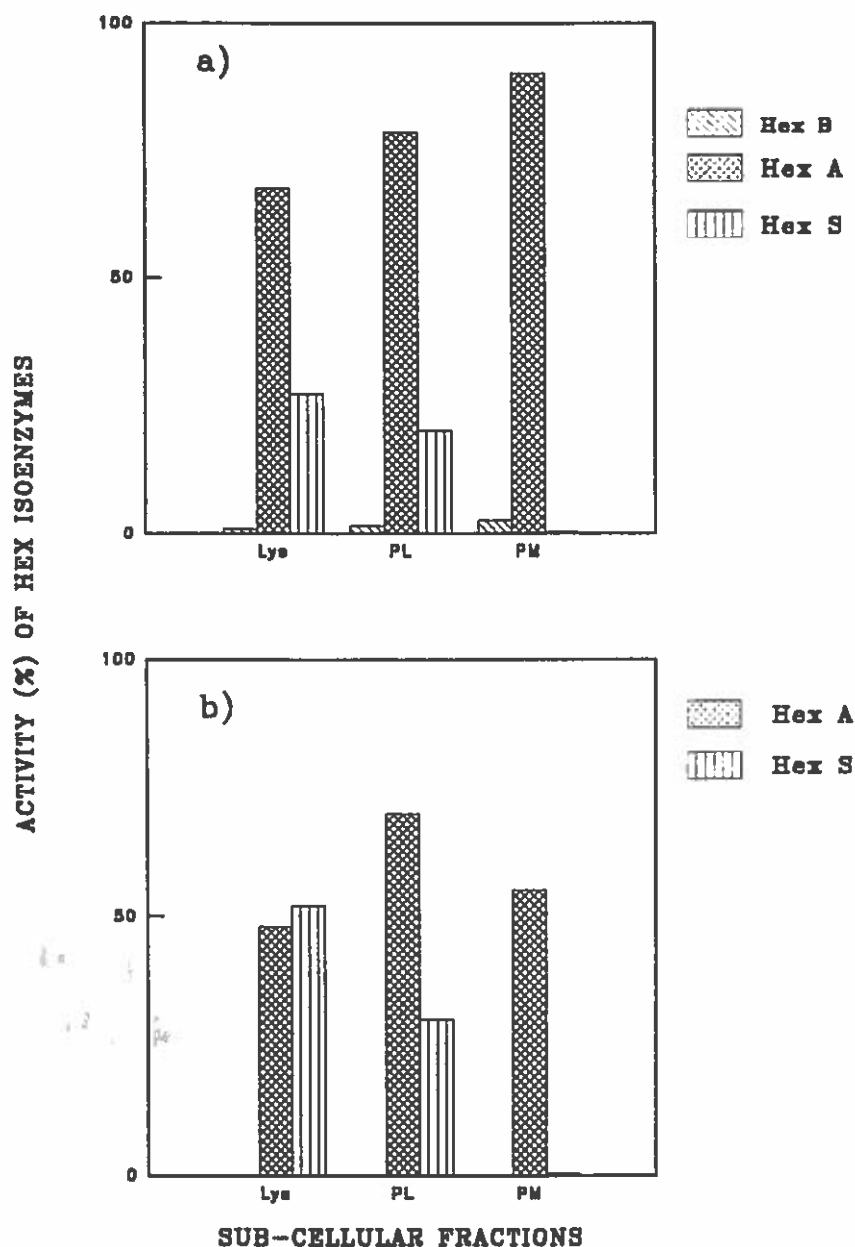 100
a)
Hex B
Hex A
Hex S
50
0
Lys
PL
PM
100
b)
Hex A
Hex S
50
0
Lys
PL
PM
ACTIVITY (%) OF HEX ISOENZYMES
SUB-CELLULAR FRACTIONS